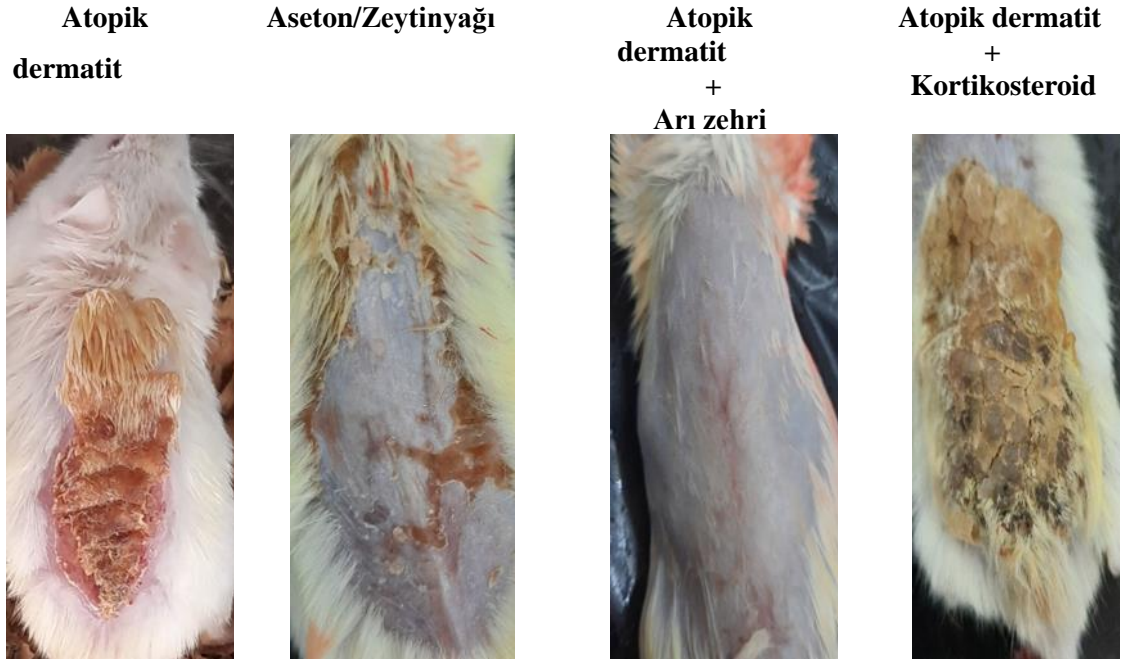 Atopik
dermatit
Aseton/Zeytinyağı
Atopik
dermatit
+
Arı zehri
Atopik dermatit
+
Kortikosteroid